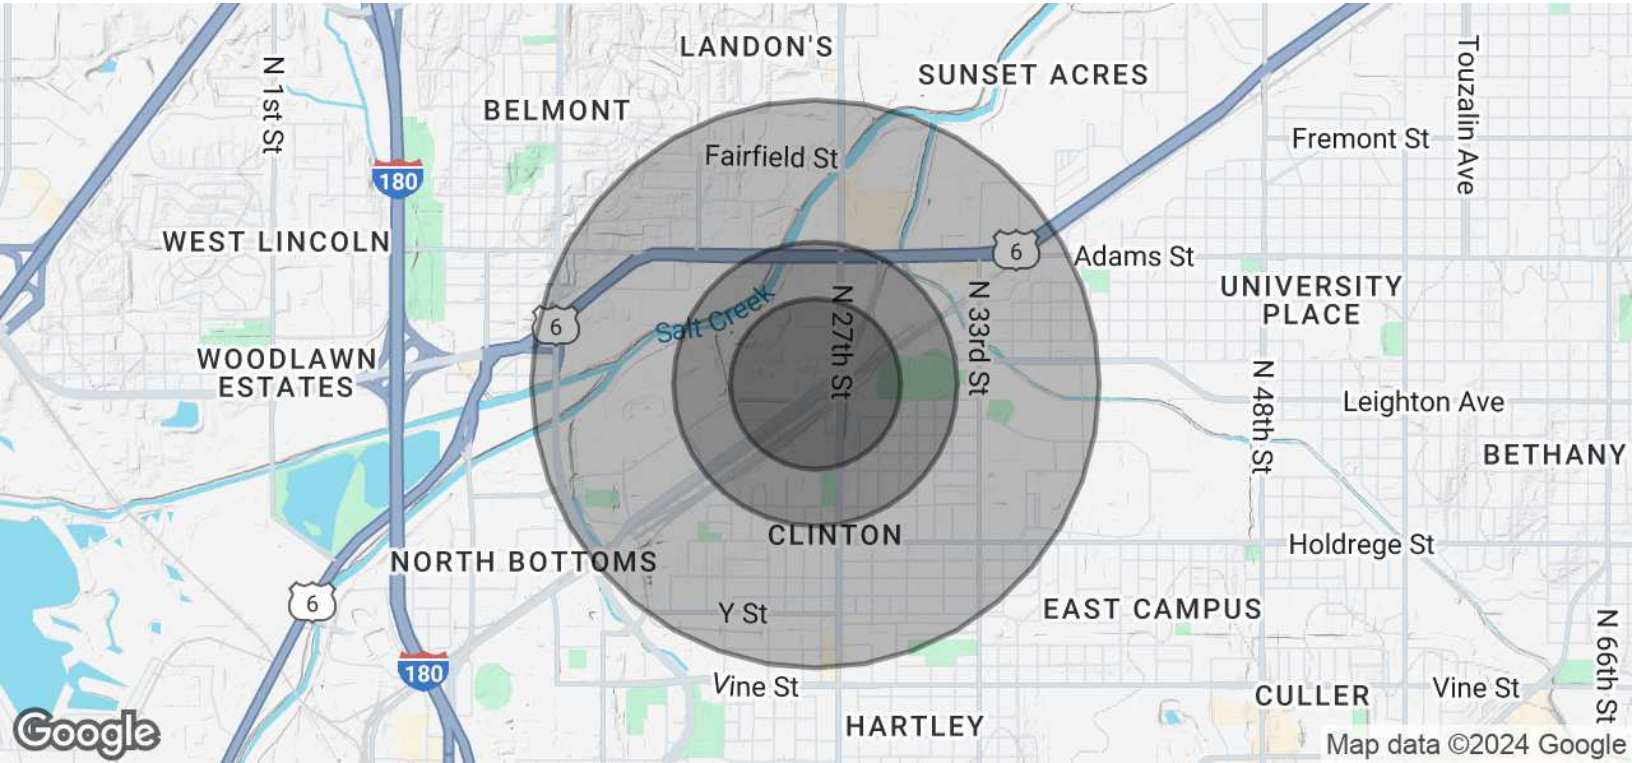 LANDON'S
SUNSET ACRES
N 1st St
Touzalin Ave
BELMONT
Fremont St
Fairfield St
180
WEST LINCOLN
6
Adams St
UNIVERSITY
PLACE
Salt Creek
N 27th St
N 33rd St
6
WOODLAWN
ESTATES
N 48th St
Leighton Ave
BETHANY
CLINTON
Holdrege St
NORTH BOTTOMS
6
Y St
EAST CAMPUS
N 66th St
180
Vine St
CULLER
Vine St
HARTLEY
Google
Map data ©2024 Google